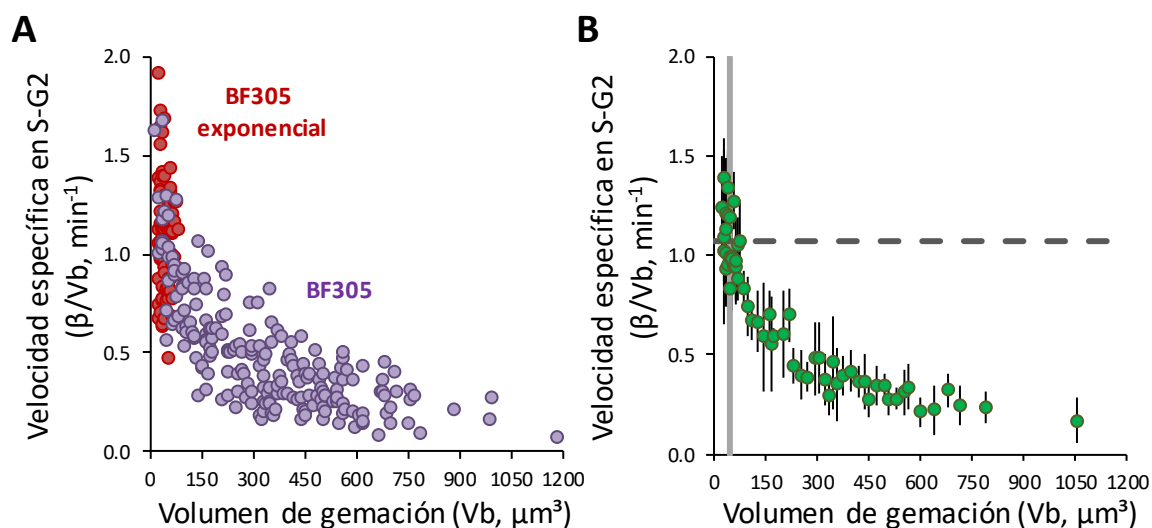 A
Velocidad específica en S-G2
(β/Vb, min⁻¹)
2.0
1.5
1.0
0.5
0.0
BF305
exponencial
BF305
0 150 300 450 600 750 900 1050 1200
Volumen de gemación (Vb, µm³)
B
Velocidad específica en S-G2
(β/Vb, min⁻¹)
2.0
1.5
1.0
0.5
0.0
0 150 300 450 600 750 900 1050 1200
Volumen de gemación (Vb, µm³)